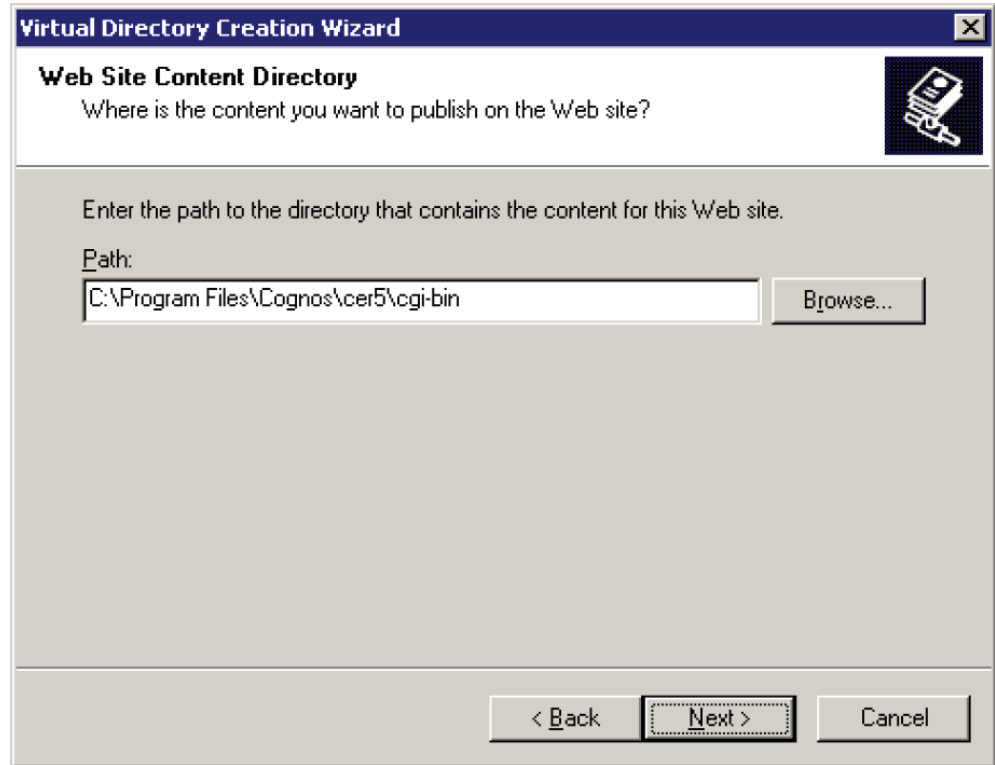 Virtual Directory Creation Wizard
Web Site Content Directory
Where is the content you want to publish on the Web site?
Enter the path to the directory that contains the content for this Web site.
Path:
C:\Program Files\Cognos\cer5\cgi-bin
Browse...
< Back Next > Cancel